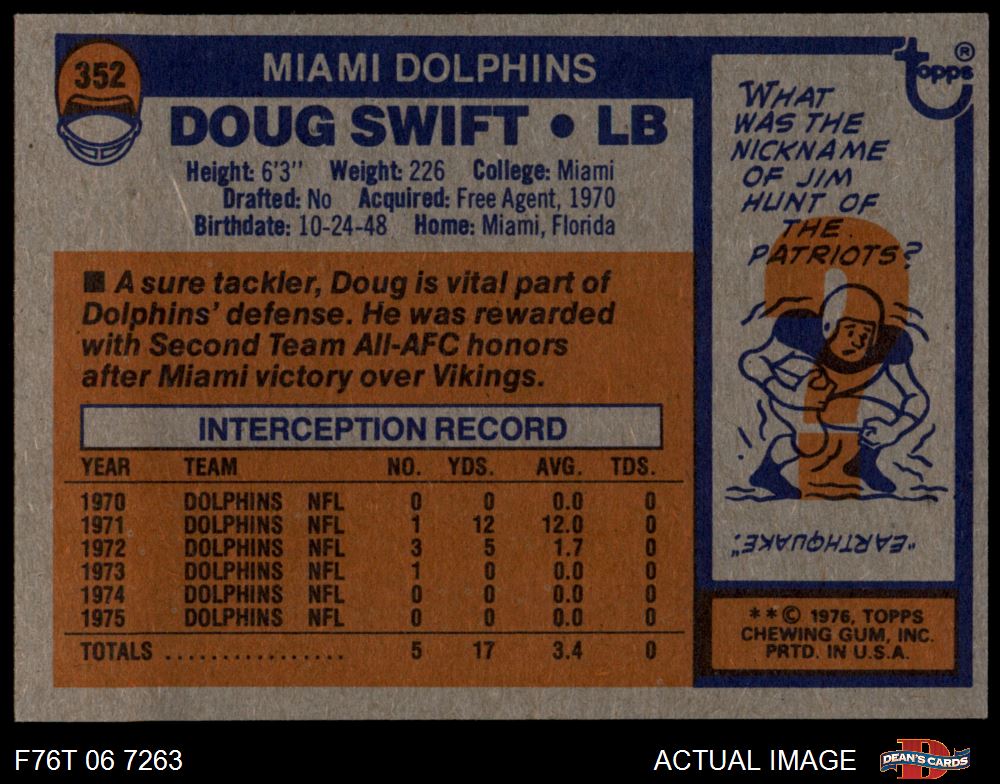 352
MIAMI DOLPHINS
DOUG SWIFT • LB
Height: 6'3" Weight: 226 College: Miami
Drafted: No Acquired: Free Agent, 1970
Birthdate: 10-24-48 Home: Miami, Florida
■ A sure tackler, Doug is vital part of
Dolphins' defense. He was rewarded
with Second Team All-AFC honors
after Miami victory over Vikings.
INTERCEPTION RECORD
YEAR TEAM NO. YDS. AVG. TDS.
1970 DOLPHINS NFL 0 0 0.0 0
1971 DOLPHINS NFL 1 12 12.0 0
1972 DOLPHINS NFL 3 5 1.7 0
1973 DOLPHINS NFL 1 0 0.0 0
1974 DOLPHINS NFL 0 0 0.0 0
1975 DOLPHINS NFL 0 0 0.0 0
TOTALS ................ 5 17 3.4 0
Topps ®
WHAT
WAS THE
NICKNAME
OF JIM
HUNT OF
THE
PATRIOTS?
?
"EARTHQUAKE".
**© 1976, TOPPS
CHEWING GUM, INC.
PRTD. IN U.S.A.
F76T 06 7263
ACTUAL IMAGE
D
DEAN'S CARDS